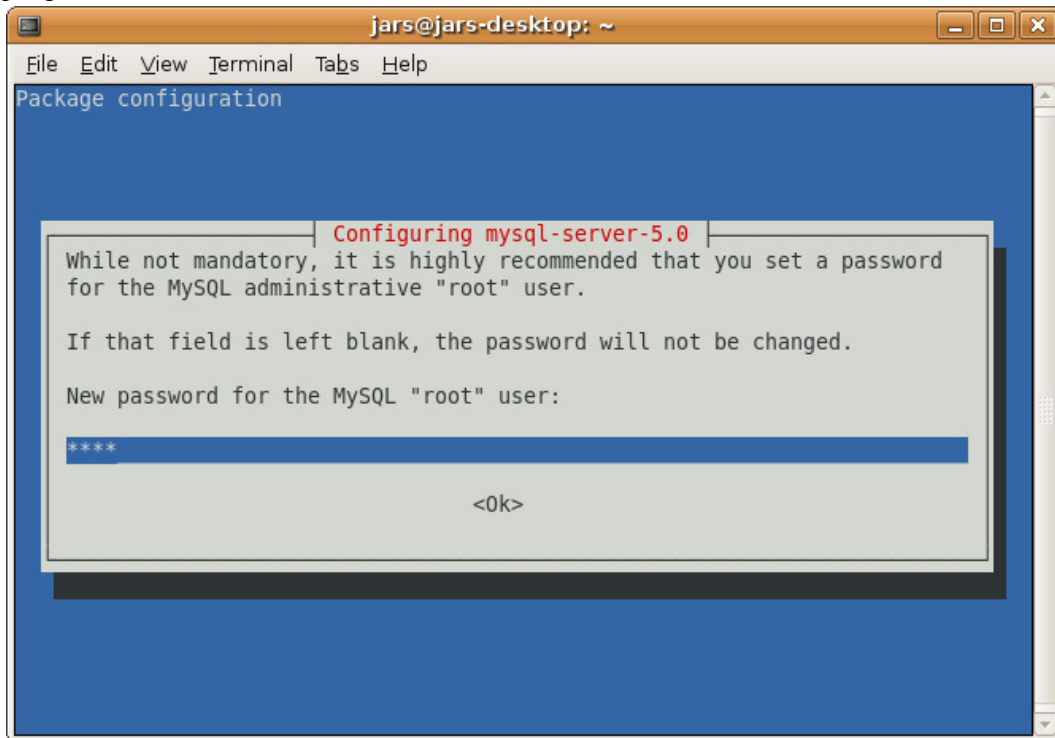 jars@jars-desktop: ~
File Edit View Terminal Tabs Help
Package configuration
Configuring mysql-server-5.0
While not mandatory, it is highly recommended that you set a password
for the MySQL administrative "root" user.
If that field is left blank, the password will not be changed.
New password for the MySQL "root" user:
****
<Ok>